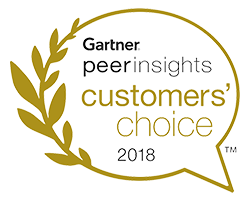 Gartner
peerinsights
customers'
choice
2018
TM